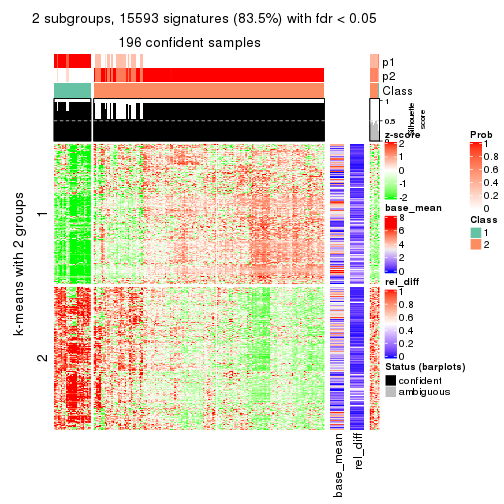 2 subgroups, 15593 signatures (83.5%) with fdr < 0.05
196 confident samples
p1
p2
Class
1
0.5
0
Silhouette
score
k-means with 2 groups
1
2
base_mean
rel_diff
z-score
2
1
0
-1
-2
base_mean
8
6
4
2
0
rel_diff
1
0.8
0.6
0.4
0.2
0
Status (barplots)
confident
ambiguous
Prob
1
0.8
0.6
0.4
0.2
0
Class
1
2